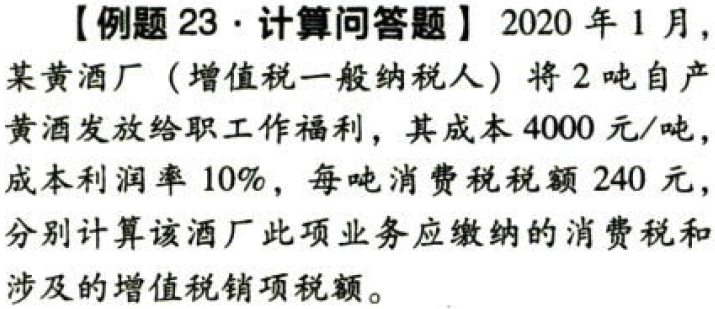 【例题 23·计算问答题】 2020 年 1 月，
某黄酒厂（增值税一般纳税人）将 2 吨自产
黄酒发放给职工作福利，其成本 4000 元/吨，
成本利润率 10%，每吨消费税税额 240 元，
分别计算该酒厂此项业务应缴纳的消费税和
涉及的增值税销项税额。